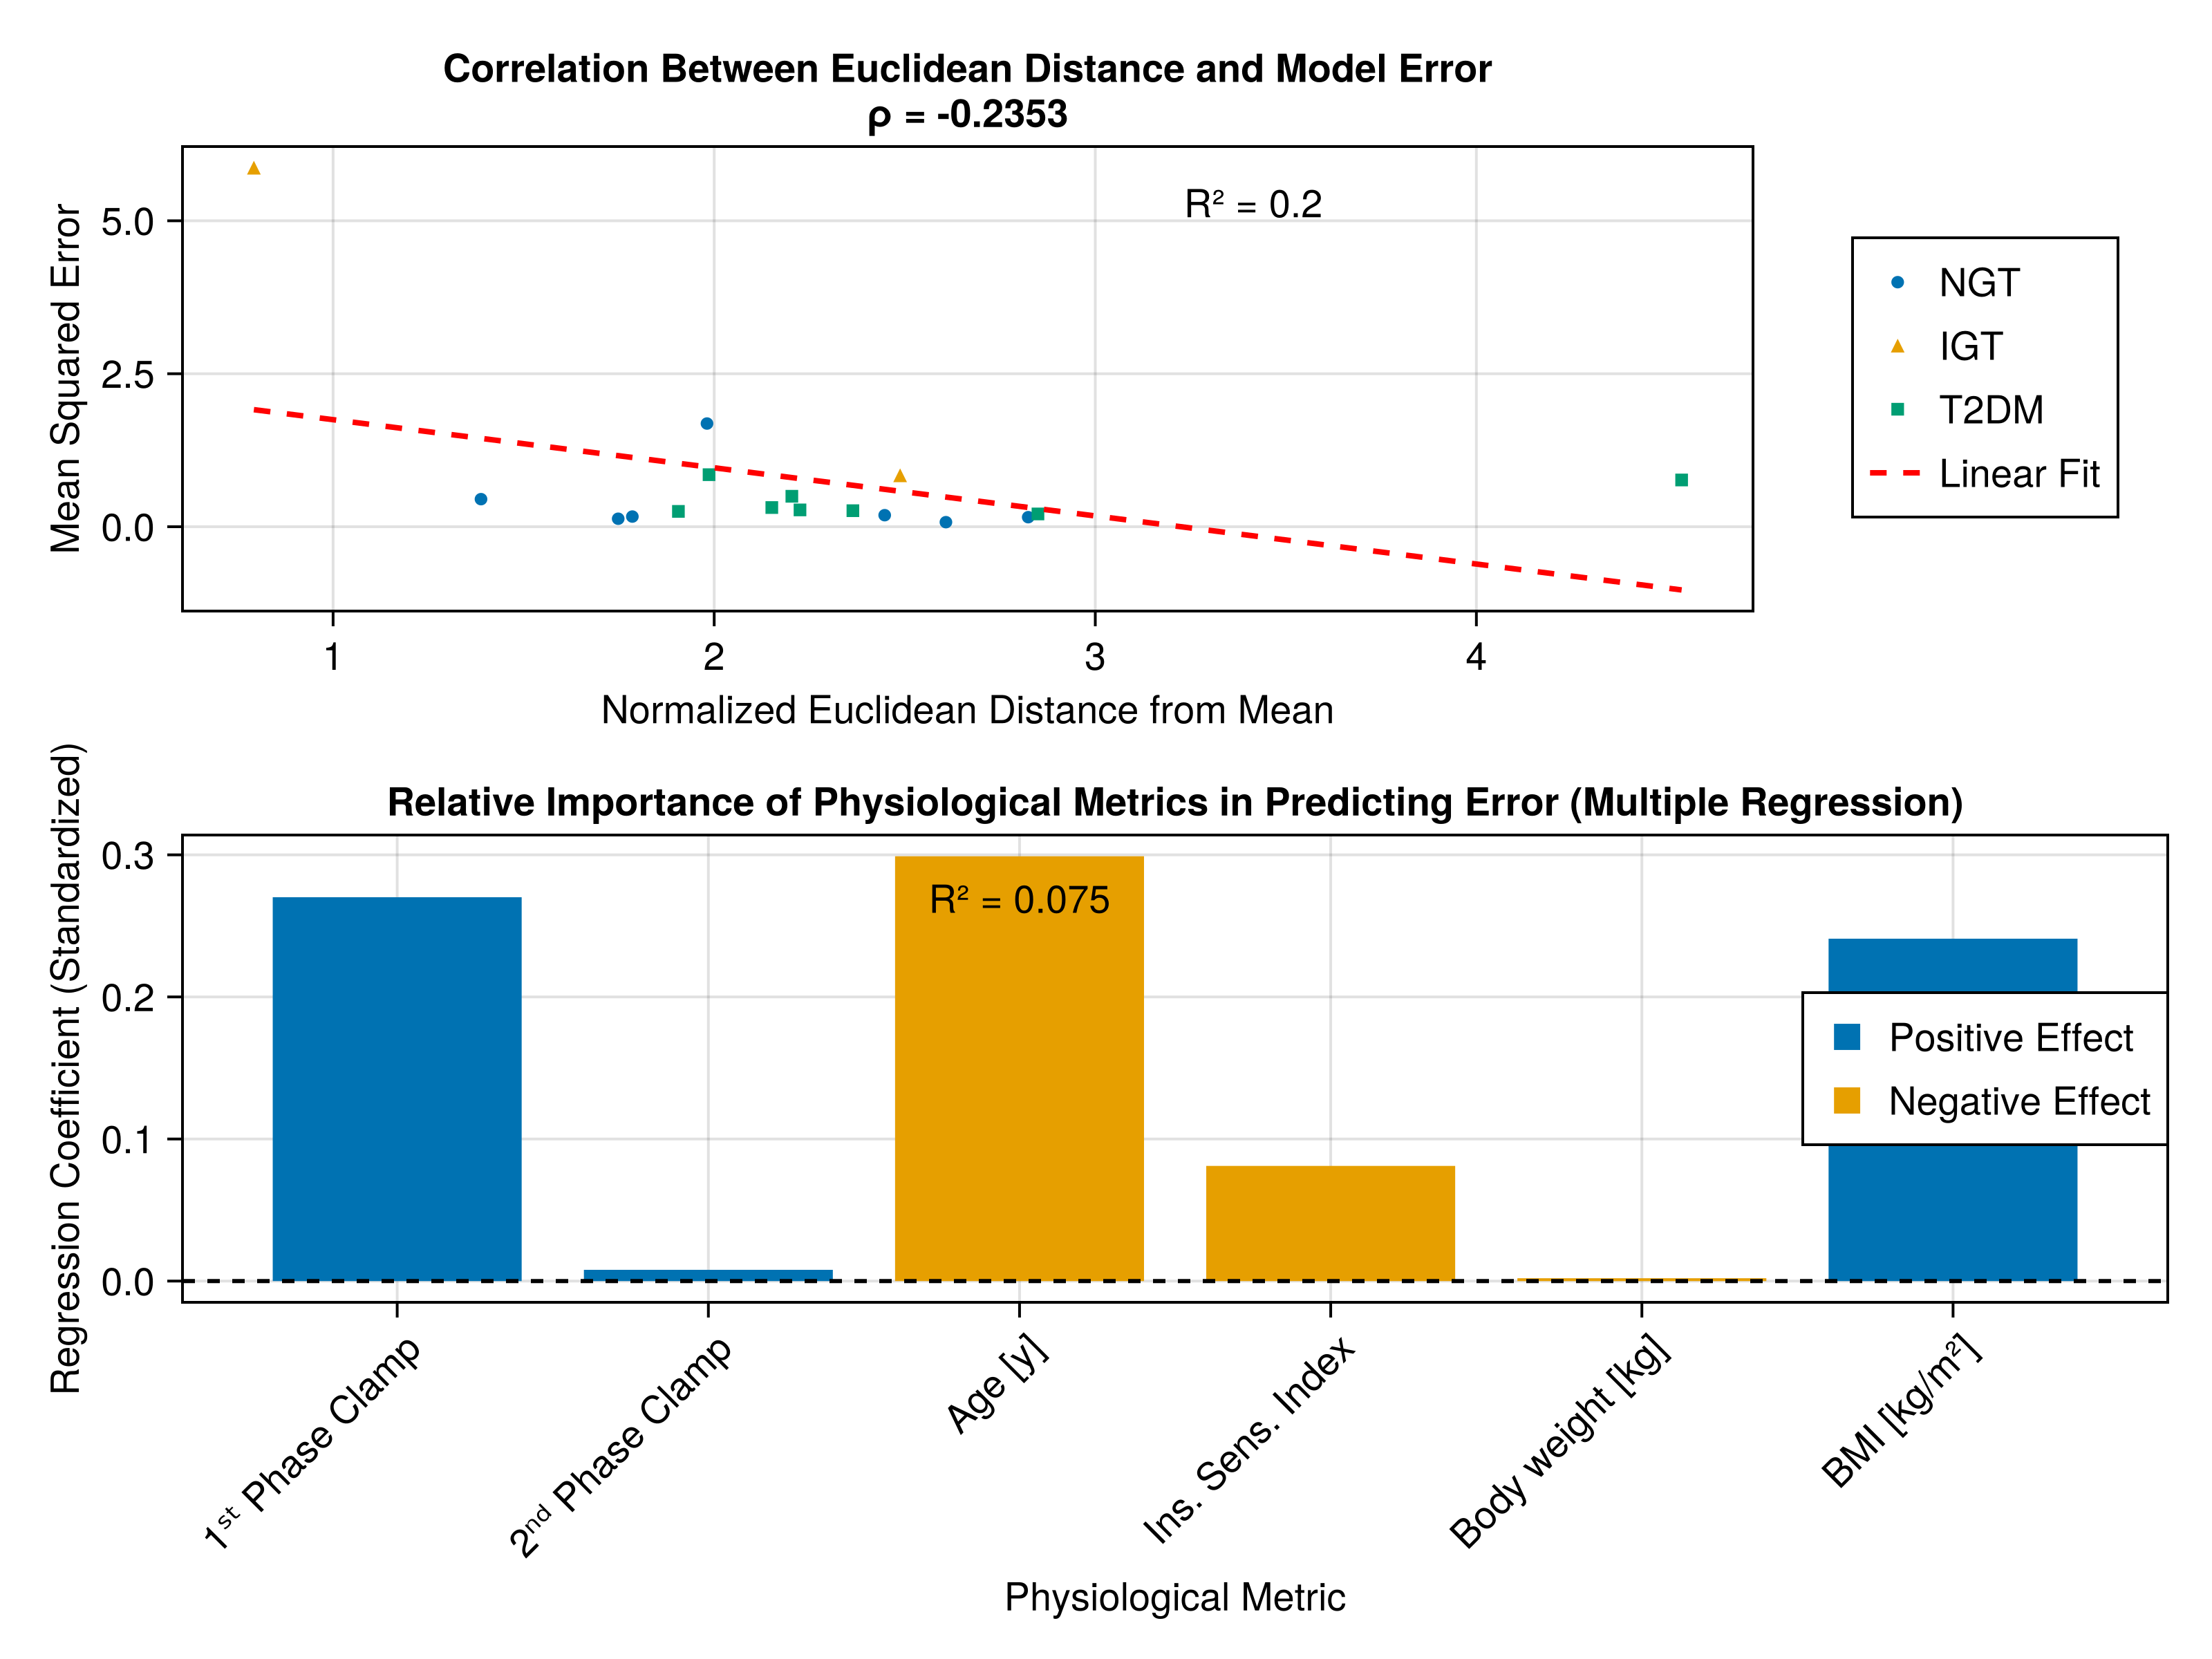 Correlation Between Euclidean Distance and Model Error
ρ = -0.2353
Mean Squared Error
5.0
2.5
0.0
R² = 0.2
1
2
3
4
Normalized Euclidean Distance from Mean
NGT
IGT
T2DM
Linear Fit
Relative Importance of Physiological Metrics in Predicting Error (Multiple Regression)
Regression Coefficient (Standardized)
0.3
0.2
0.1
0.0
R² = 0.075
Positive Effect
Negative Effect
1ˢᵗ Phase Clamp
2ⁿᵈ Phase Clamp
Age [y]
Ins. Sens. Index
Body weight [kg]
BMI [kg/m²]
Physiological Metric